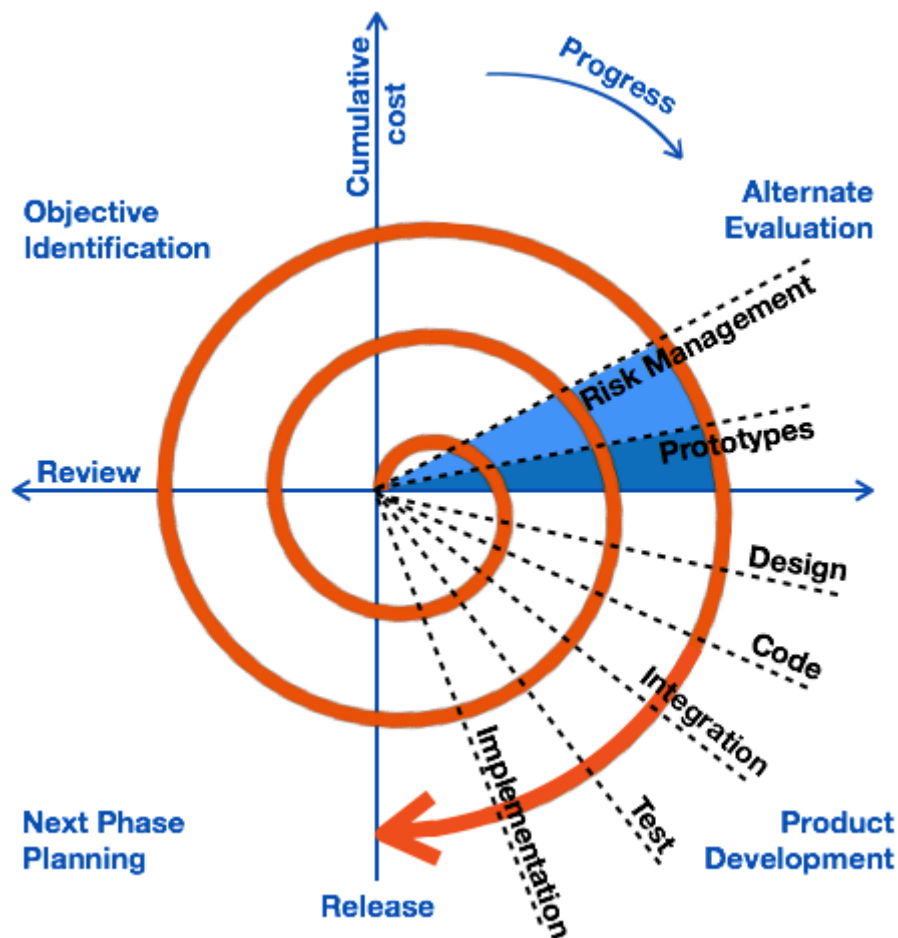 Cumulative
cost
Progress
Objective
Identification
Alternate
Evaluation
Risk Management
Prototypes
Review
Design
Code
Integration
Test
Implementation
Next Phase
Planning
Product
Development
Release